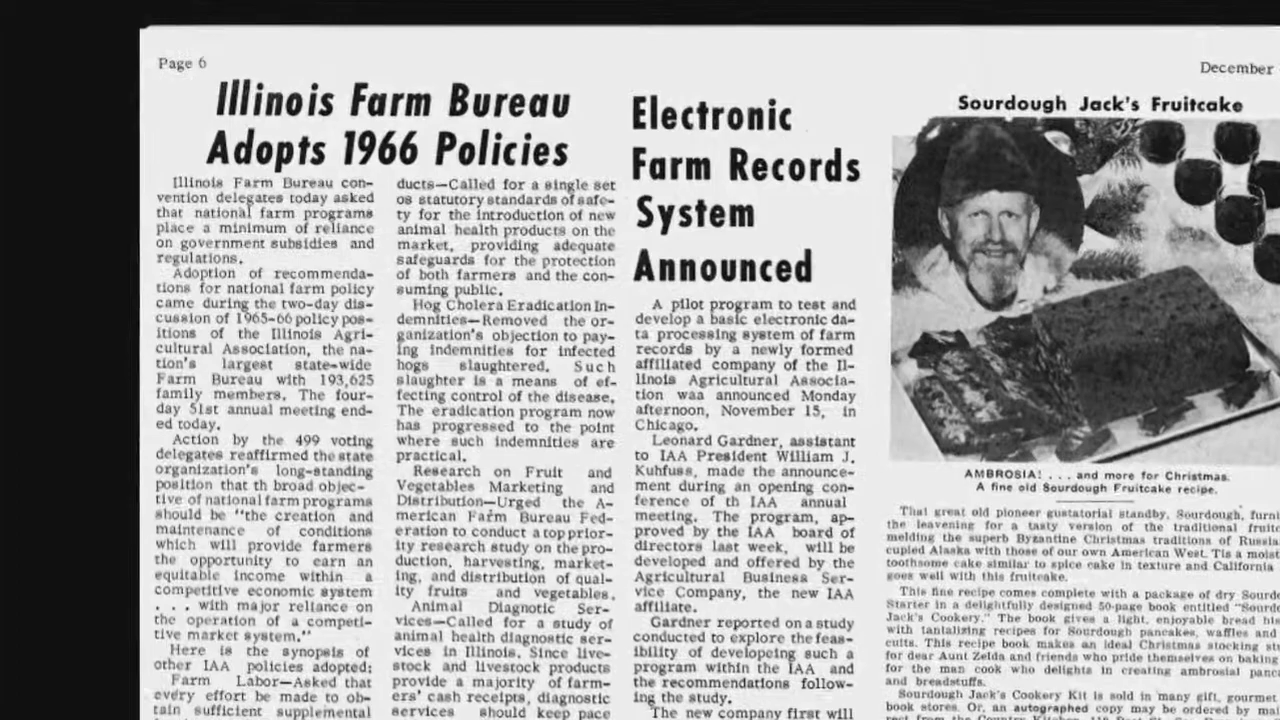 Page 6
December
Illinois Farm Bureau
Adopts 1966 Policies
Illinois Farm Bureau con-
vention delegates today asked
that national farm programs
place a minimum of reliance
on government subsidies and
regulations.
Adoption of recommenda-
tions for national farm policy
came during the two-day dis-
cussion of 1965-66 policy pos-
itions of the Illinois Agri-
cultural Association, the na-
tion's largest state-wide
Farm Bureau with 193,625
family members. The four-
day 51st annual meeting end-
ed today.
Action by the 499 voting
delegates reaffirmed the state
organization's long-standing
position that th broad objec-
tive of national farm programs
should be "the creation and
maintenance of conditions
which will provide farmers
the opportunity to earn an
equitable income within a
competitive economic system
. . . with major reliance on
the operation of a competi-
tive market system."
Here is the synopsis of
other IAA policies adopted:
Farm Labor—Asked that
every effort be made to ob-
tain sufficient supplemental
ducts—Called for a single set
os statutory standards of safe-
ty for the introduction of new
animal health products on the
market, providing adequate
safeguards for the protection
of both farmers and the con-
suming public.
Hog Cholera Eradication In-
demnities—Removed the or-
ganization's objection to pay-
ing indemnities for infected
hogs slaughtered. Such
slaughter is a means of ef-
fecting control of the disease.
The eradication program now
has progressed to the point
where such indemnities are
practical.
Research on Fruit and
Vegetables Marketing and
Distribution—Urged the A-
merican Farm Bureau Fed-
eration to conduct a top prior-
ity research study on the pro-
duction, harvesting, market-
ing, and distribution of qual-
ity fruits and vegetables.
Animal Diagnotic Ser-
vices—Called for a study of
animal health diagnostic ser-
vices in Illinois. Since live-
stock and livestock products
provide a majority of farm-
ers' cash receipts, diagnostic
services should keep pace
Electronic
Farm Records
System
Announced
A pilot program to test and
develop a basic electronic da-
ta processing system of farm
records by a newly formed
affiliated company of the Il-
linois Agricultural Associa-
tion waa announced Monday
afternoon, November 15, in
Chicago.
Leonard Gardner, assistant
to IAA President William J.
Kuhfuss, made the announce-
ment during an opening con-
ference of th IAA annual
meeting. The program, ap-
proved by the IAA board of
directors last week, will be
developed and offered by the
Agricultural Business Ser-
vice Company, the new IAA
affiliate.
Gardner reported on a study
conducted to explore the feas-
ibility of developing such a
program within the IAA and
the recommendations follow-
ing the study.
The new company first will
Sourdough Jack's Fruitcake
AMBROSIA! . . . and more for Christmas.
A fine old Sourdough Fruitcake recipe.
That great old pioneer gustatorial standby, Sourdough, furni
the leavening for a tasty version of the traditional fruit
melding the superb Byzantine Christmas traditions of Russia
cupied Alaska with those of our own American West. Tis a moist
toothsome cake similar to spice cake in texture and California
goes well with this fruitcake.
This fine recipe comes complete with a package of dry Sourd
Starter in a delightfully designed 50-page book entitled "Sourd
Jack's Cookery." The book gives a light, enjoyable bread his
with tantalizing recipes for Sourdough pancakes, waffles and
cuits. This recipe book makes an ideal Christmas stocking stu
for dear Aunt Zelda and friends who pride themselves on baking
for the man cook who delights in creating ambrosial panc
and breadstuffs.
Sourdough Jack's Cookery Kit is sold in many gift, gourmet
book stores. Or, an autographed copy may be ordered by mai
rect from the Country Kitchen,